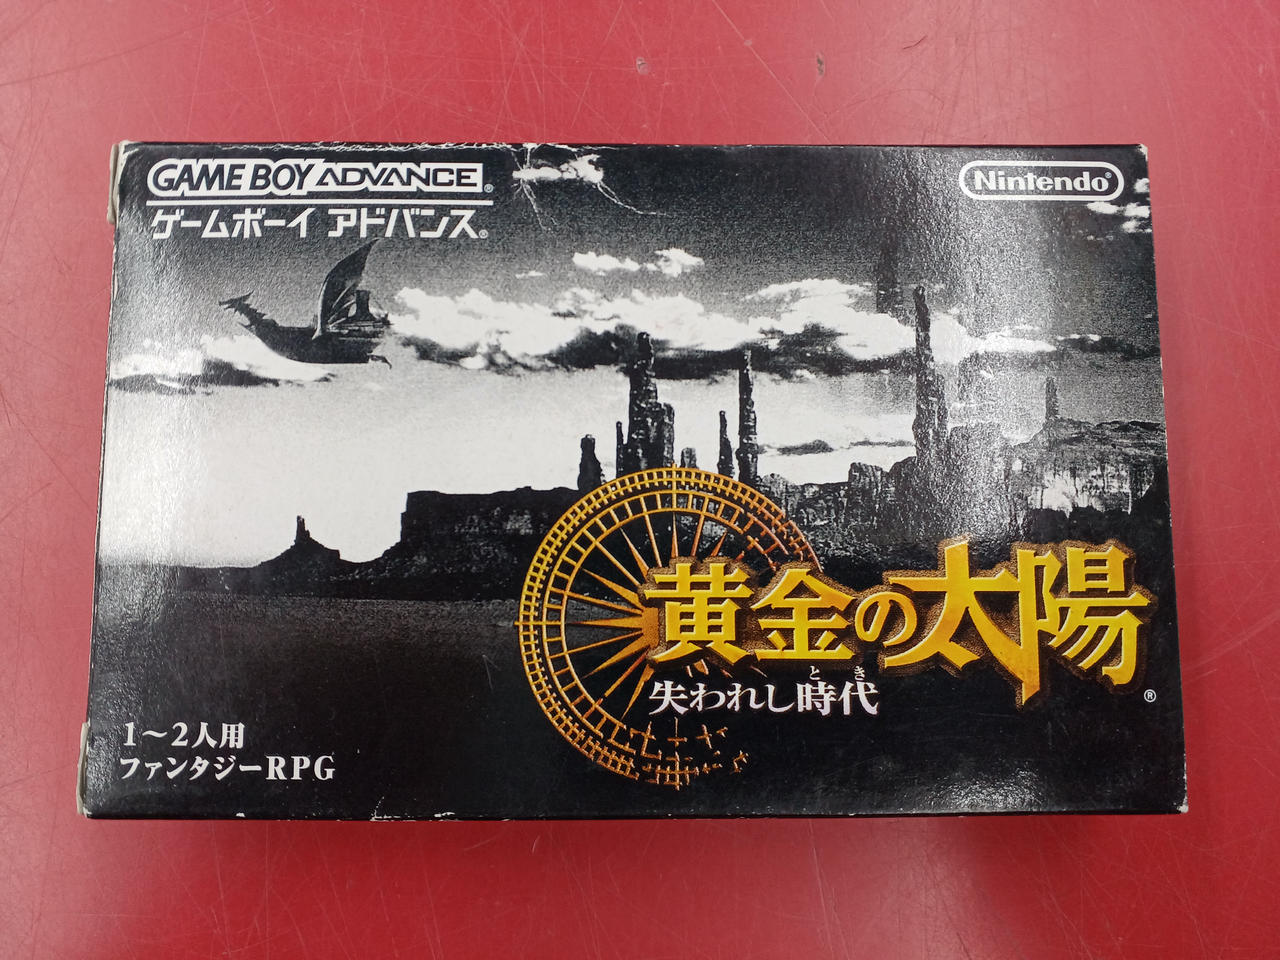 GAME BOY ADVANCE®
ゲームボーイ アドバンス®
Nintendo®
黄金の太陽
とき
失われし時代
®
1~2人用
ファンタジーRPG